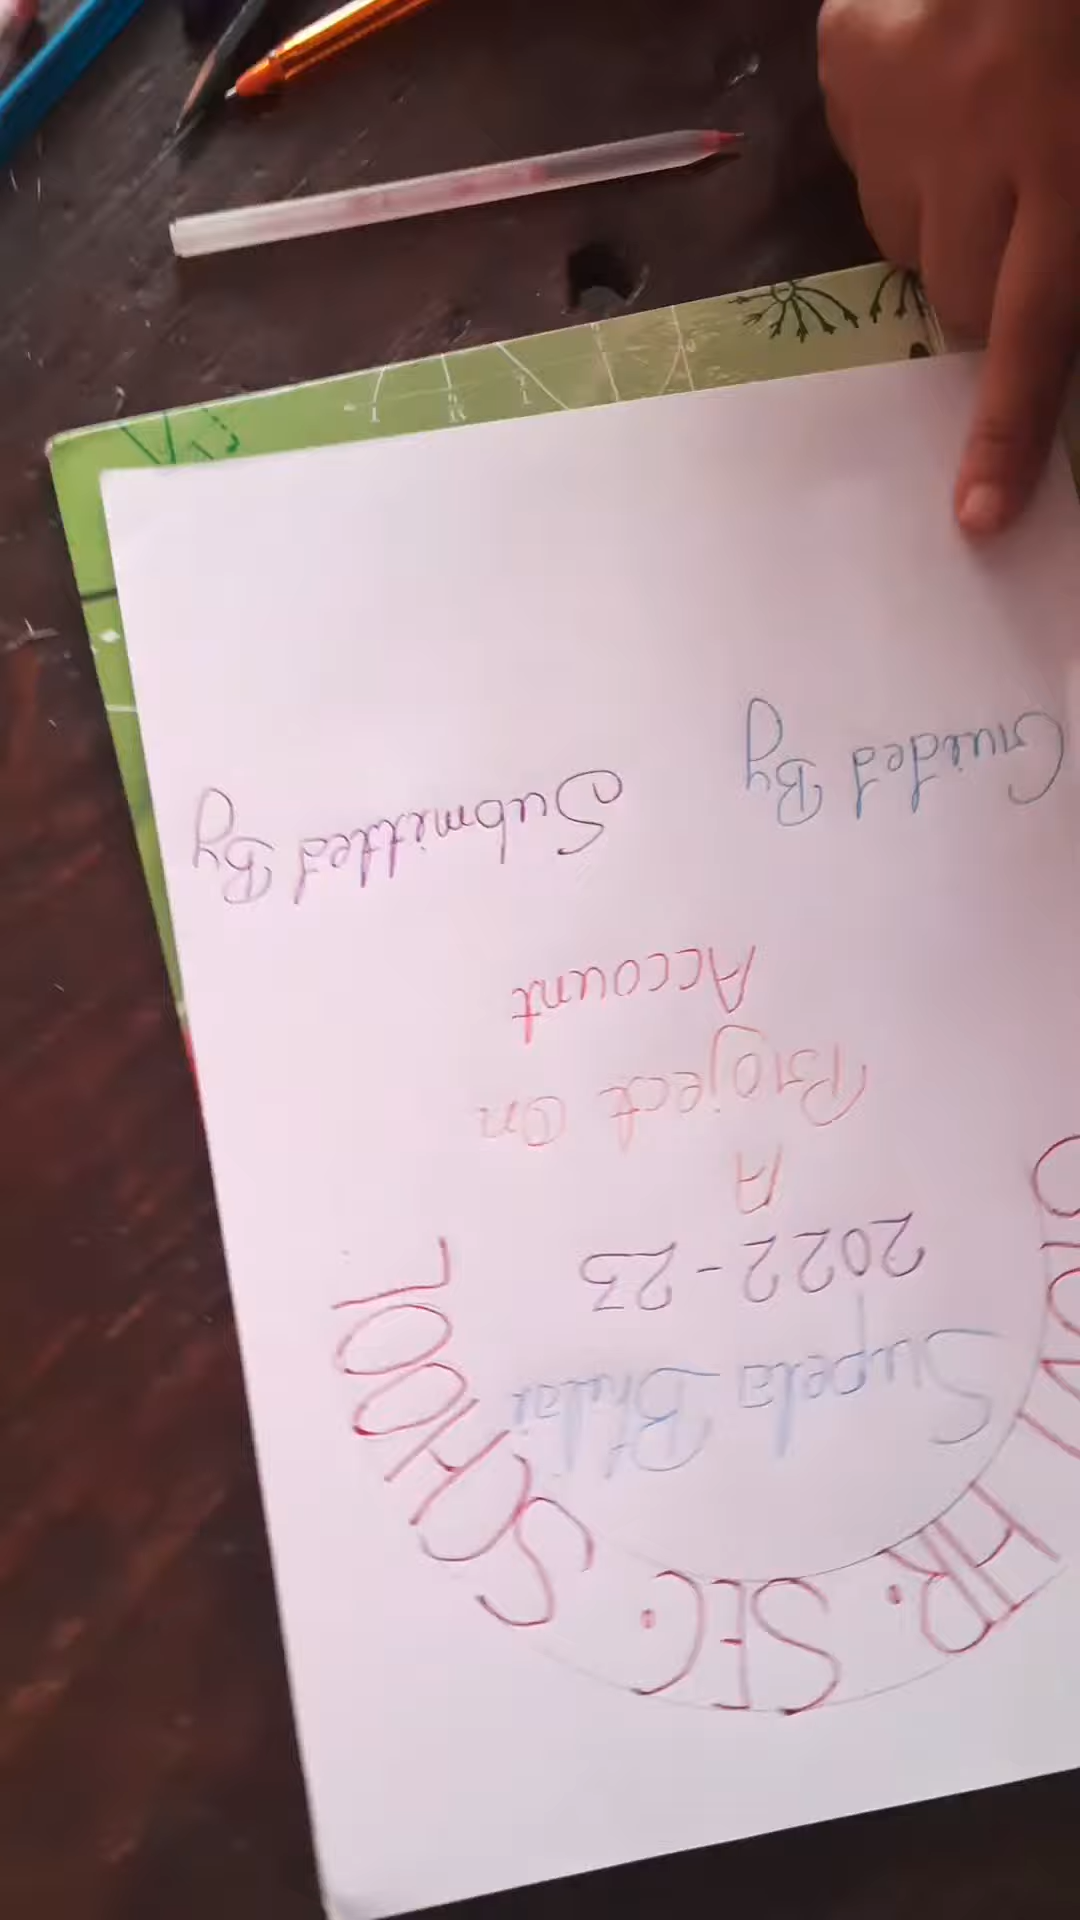 HR. SEC. SCHOOL
Supela Bhilai
2022-23
A
Project On
Account
Guided By Submitted By